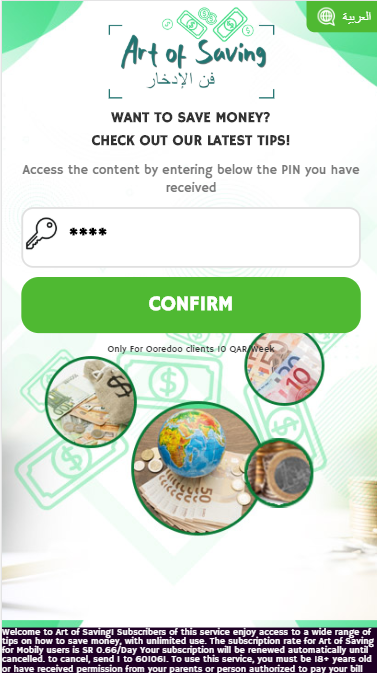 العربية
Art of Saving
فن الإدخار
WANT TO SAVE MONEY?
CHECK OUT OUR LATEST TIPS!
Access the content by entering below the PIN you have
received
****
CONFIRM
Only For Ooredoo clients 10 QAR/Week
Welcome to Art of Saving! Subscribers of this service enjoy access to a wide range of
tips on how to save money, with unlimited use. The subscription rate for Art of Saving
for Mobily users is SR 0.66/Day Your subscription will be renewed automatically until
cancelled. to cancel, send 1 to 601061. To use this service, you must be 18+ years old
or have received permission from your parents or person authorized to pay your bill